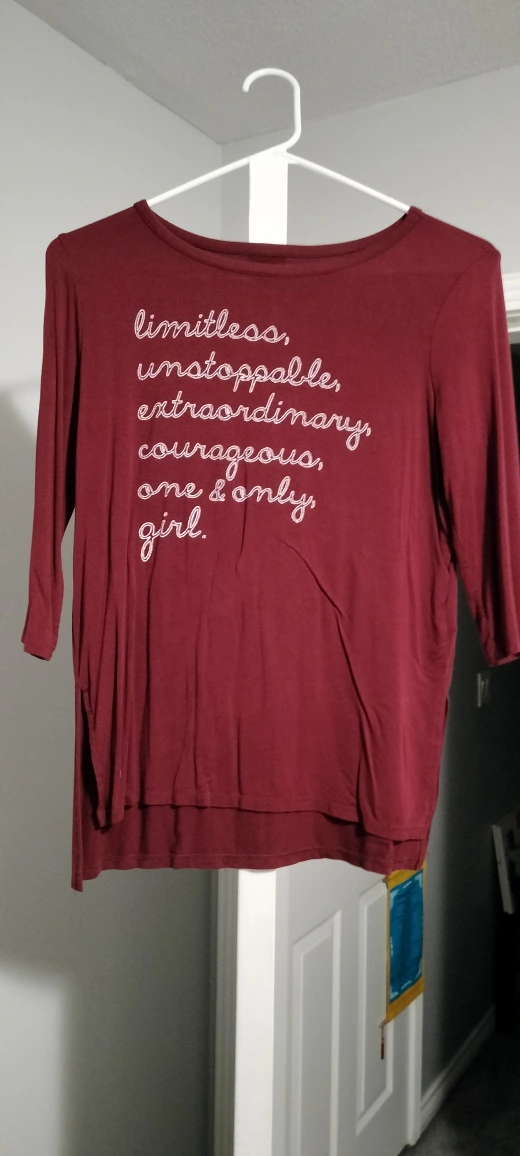 limitless,
unstoppable,
extraordinary,
courageous,
one & only,
girl.